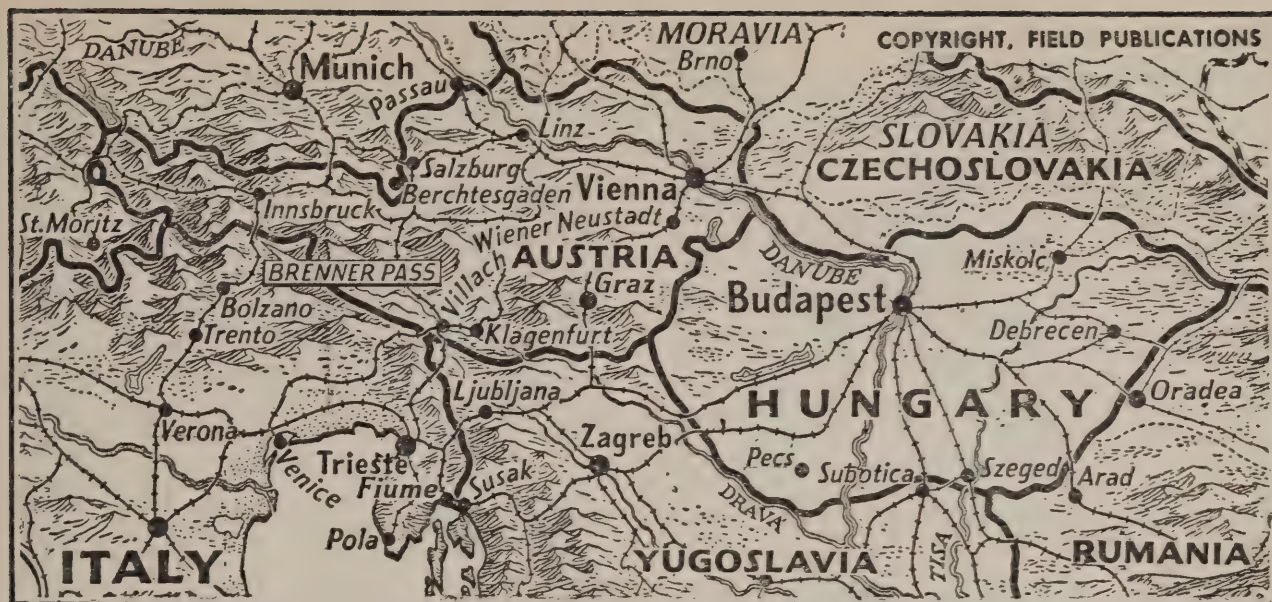 DANUBE
MORAVIA
COPYRIGHT, FIELD PUBLICATIONS
Munich
Brno
Passau
Linz
SLOVAKIA
CZECHOSLOVAKIA
Salzburg
Berchtesgaden
Vienna
Innsbruck
Wiener Neustadt
St. Moritz
AUSTRIA
DANUBE
Miskolc
BRENNER PASS
Villach
Graz
Budapest
Bolzano
Trento
Klagenfurt
Debrecen
Ljubljana
HUNGARY
Oradea
Verona
Venice
Trieste
Zagreb
Pecs
Subotica
Szeged
Arad
Fiume
Susak
DRAVA
Pola
ITALY
YUGOSLAVIA
TISA
RUMANIA